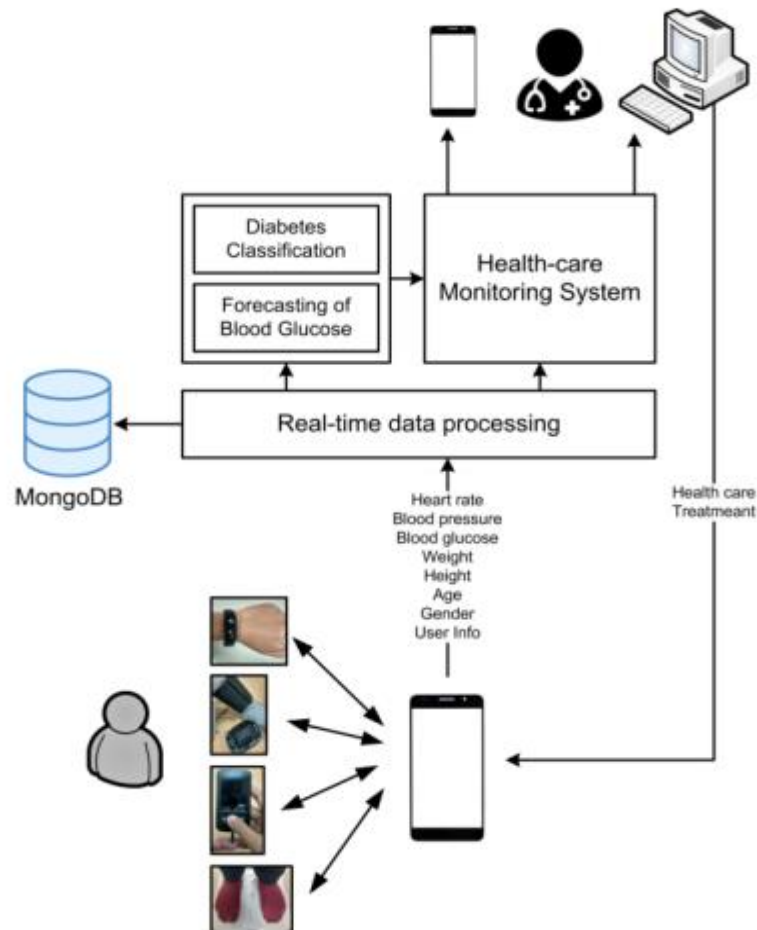 Diabetes
Classification
Forecasting of
Blood Glucose
Health-care
Monitoring System
Real-time data processing
MongoDB
Heart rate
Blood pressure
Blood glucose
Weight
Height
Age
Gender
User Info
Health care
Treatmeant